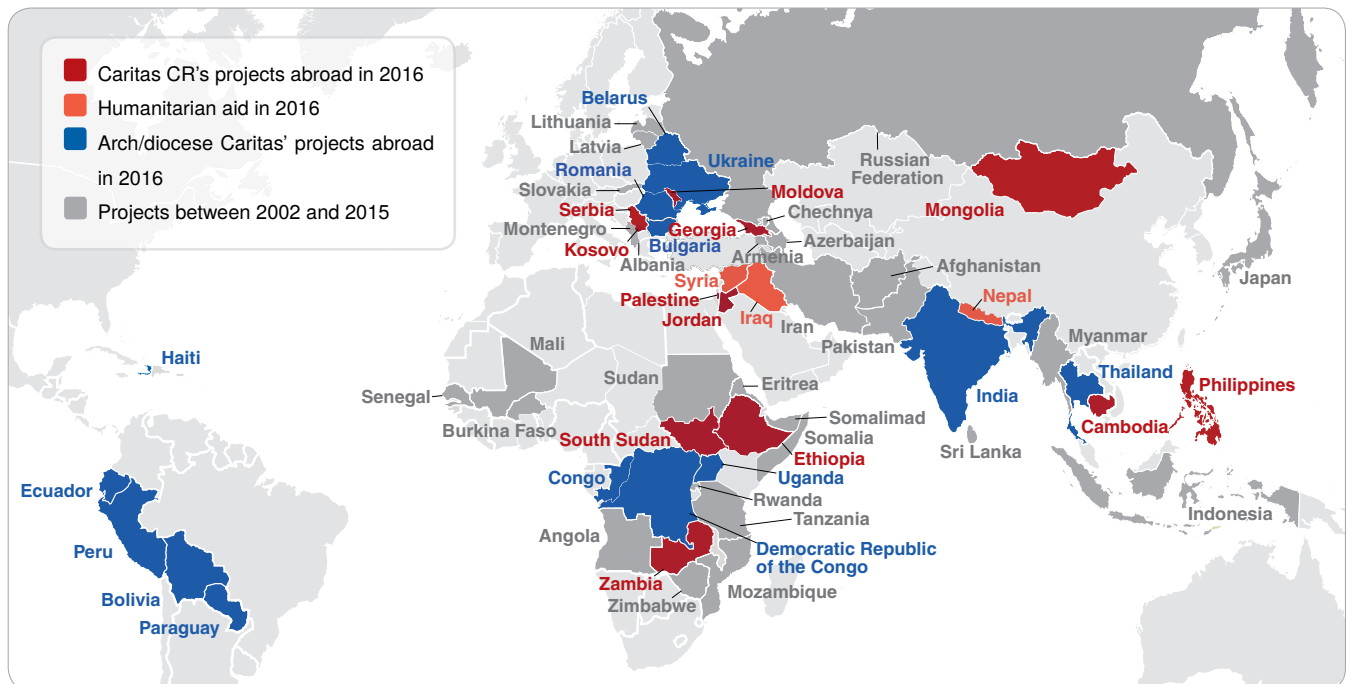 Caritas CR's projects abroad in 2016
Humanitarian aid in 2016
Arch/diocese Caritas' projects abroad
in 2016
Projects between 2002 and 2015
Belarus
Lithuania
Latvia
Romania
Ukraine
Slovakia
Moldova
Serbia
Chechnya
Montenegro
Georgia
Kosovo
Bulgaria
Azerbaijan
Albania
Armenia
Russian
Federation
Mongolia
Afghanistan
Japan
Syria
Palestine
Jordan
Iraq
Iran
Nepal
Pakistan
Myanmar
Haiti
Mali
Sudan
Eritrea
Senegal
Thailand
Philippines
India
Burkina Faso
South Sudan
Somalimad
Somalia
Cambodia
Ethiopia
Sri Lanka
Congo
Uganda
Ecuador
Rwanda
Tanzania
Indonesia
Angola
Peru
Democratic Republic
of the Congo
Zambia
Mozambique
Bolivia
Zimbabwe
Paraguay